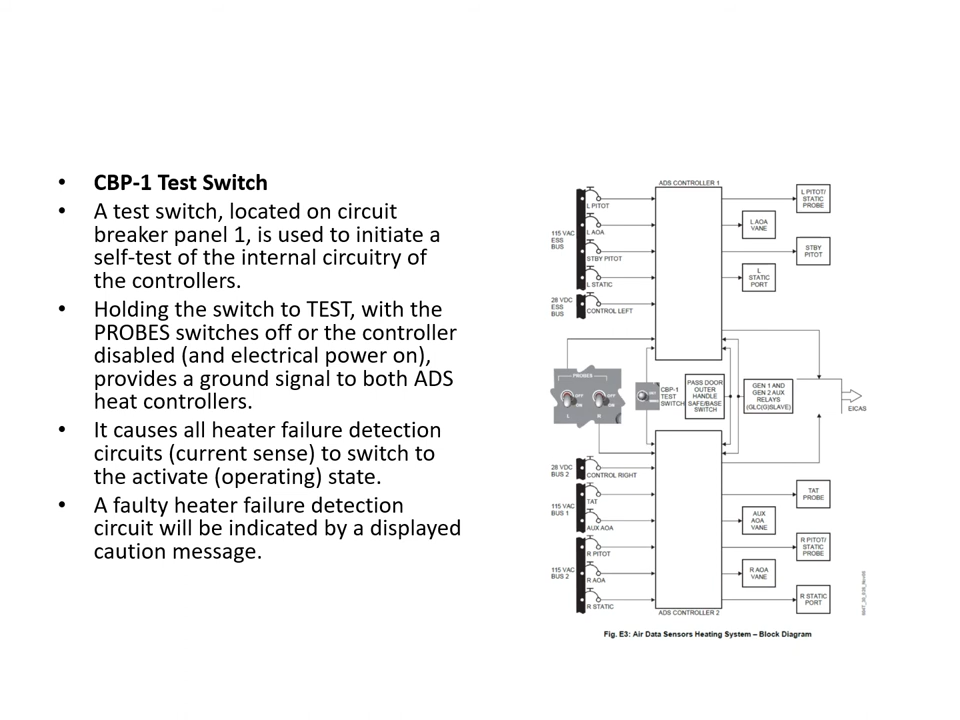 • CBP-1 Test Switch
• A test switch, located on circuit
breaker panel 1, is used to initiate a
self-test of the internal circuitry of
the controllers.
• Holding the switch to TEST, with the
PROBES switches off or the controller
disabled (and electrical power on),
provides a ground signal to both ADS
heat controllers.
• It causes all heater failure detection
circuits (current sense) to switch to
the activate (operating) state.
• A faulty heater failure detection
circuit will be indicated by a displayed
caution message.
ADS CONTROLLER 1
L PITOT
L AOA
STBY PITOT
L STATIC
115 VAC
ESS
BUS
28 VDC
ESS
BUS
CONTROL LEFT
L PITOT/
STATIC
PROBE
L AOA
VANE
STBY
PITOT
L
STATIC
PORT
PROBES
OFF
OFF
ON
ON
L
R
CBP-1
TEST
SWITCH
PASS DOOR
OUTER
HANDLE
SAFE/BASE
SWITCH
GEN 1 AND
GEN 2 AUX
RELAYS
(GLC(G)SLAVE)
EICAS
28 VDC
BUS 2
CONTROL RIGHT
115 VAC
BUS 1
TAT
AUX AOA
115 VAC
BUS 2
R PITOT
R AOA
R STATIC
TAT
PROBE
AUX
AOA
VANE
R PITOT/
STATIC
PROBE
R AOA
VANE
R STATIC
PORT
ADS CONTROLLER 2
Fig. E3: Air Data Sensors Heating System – Block Diagram